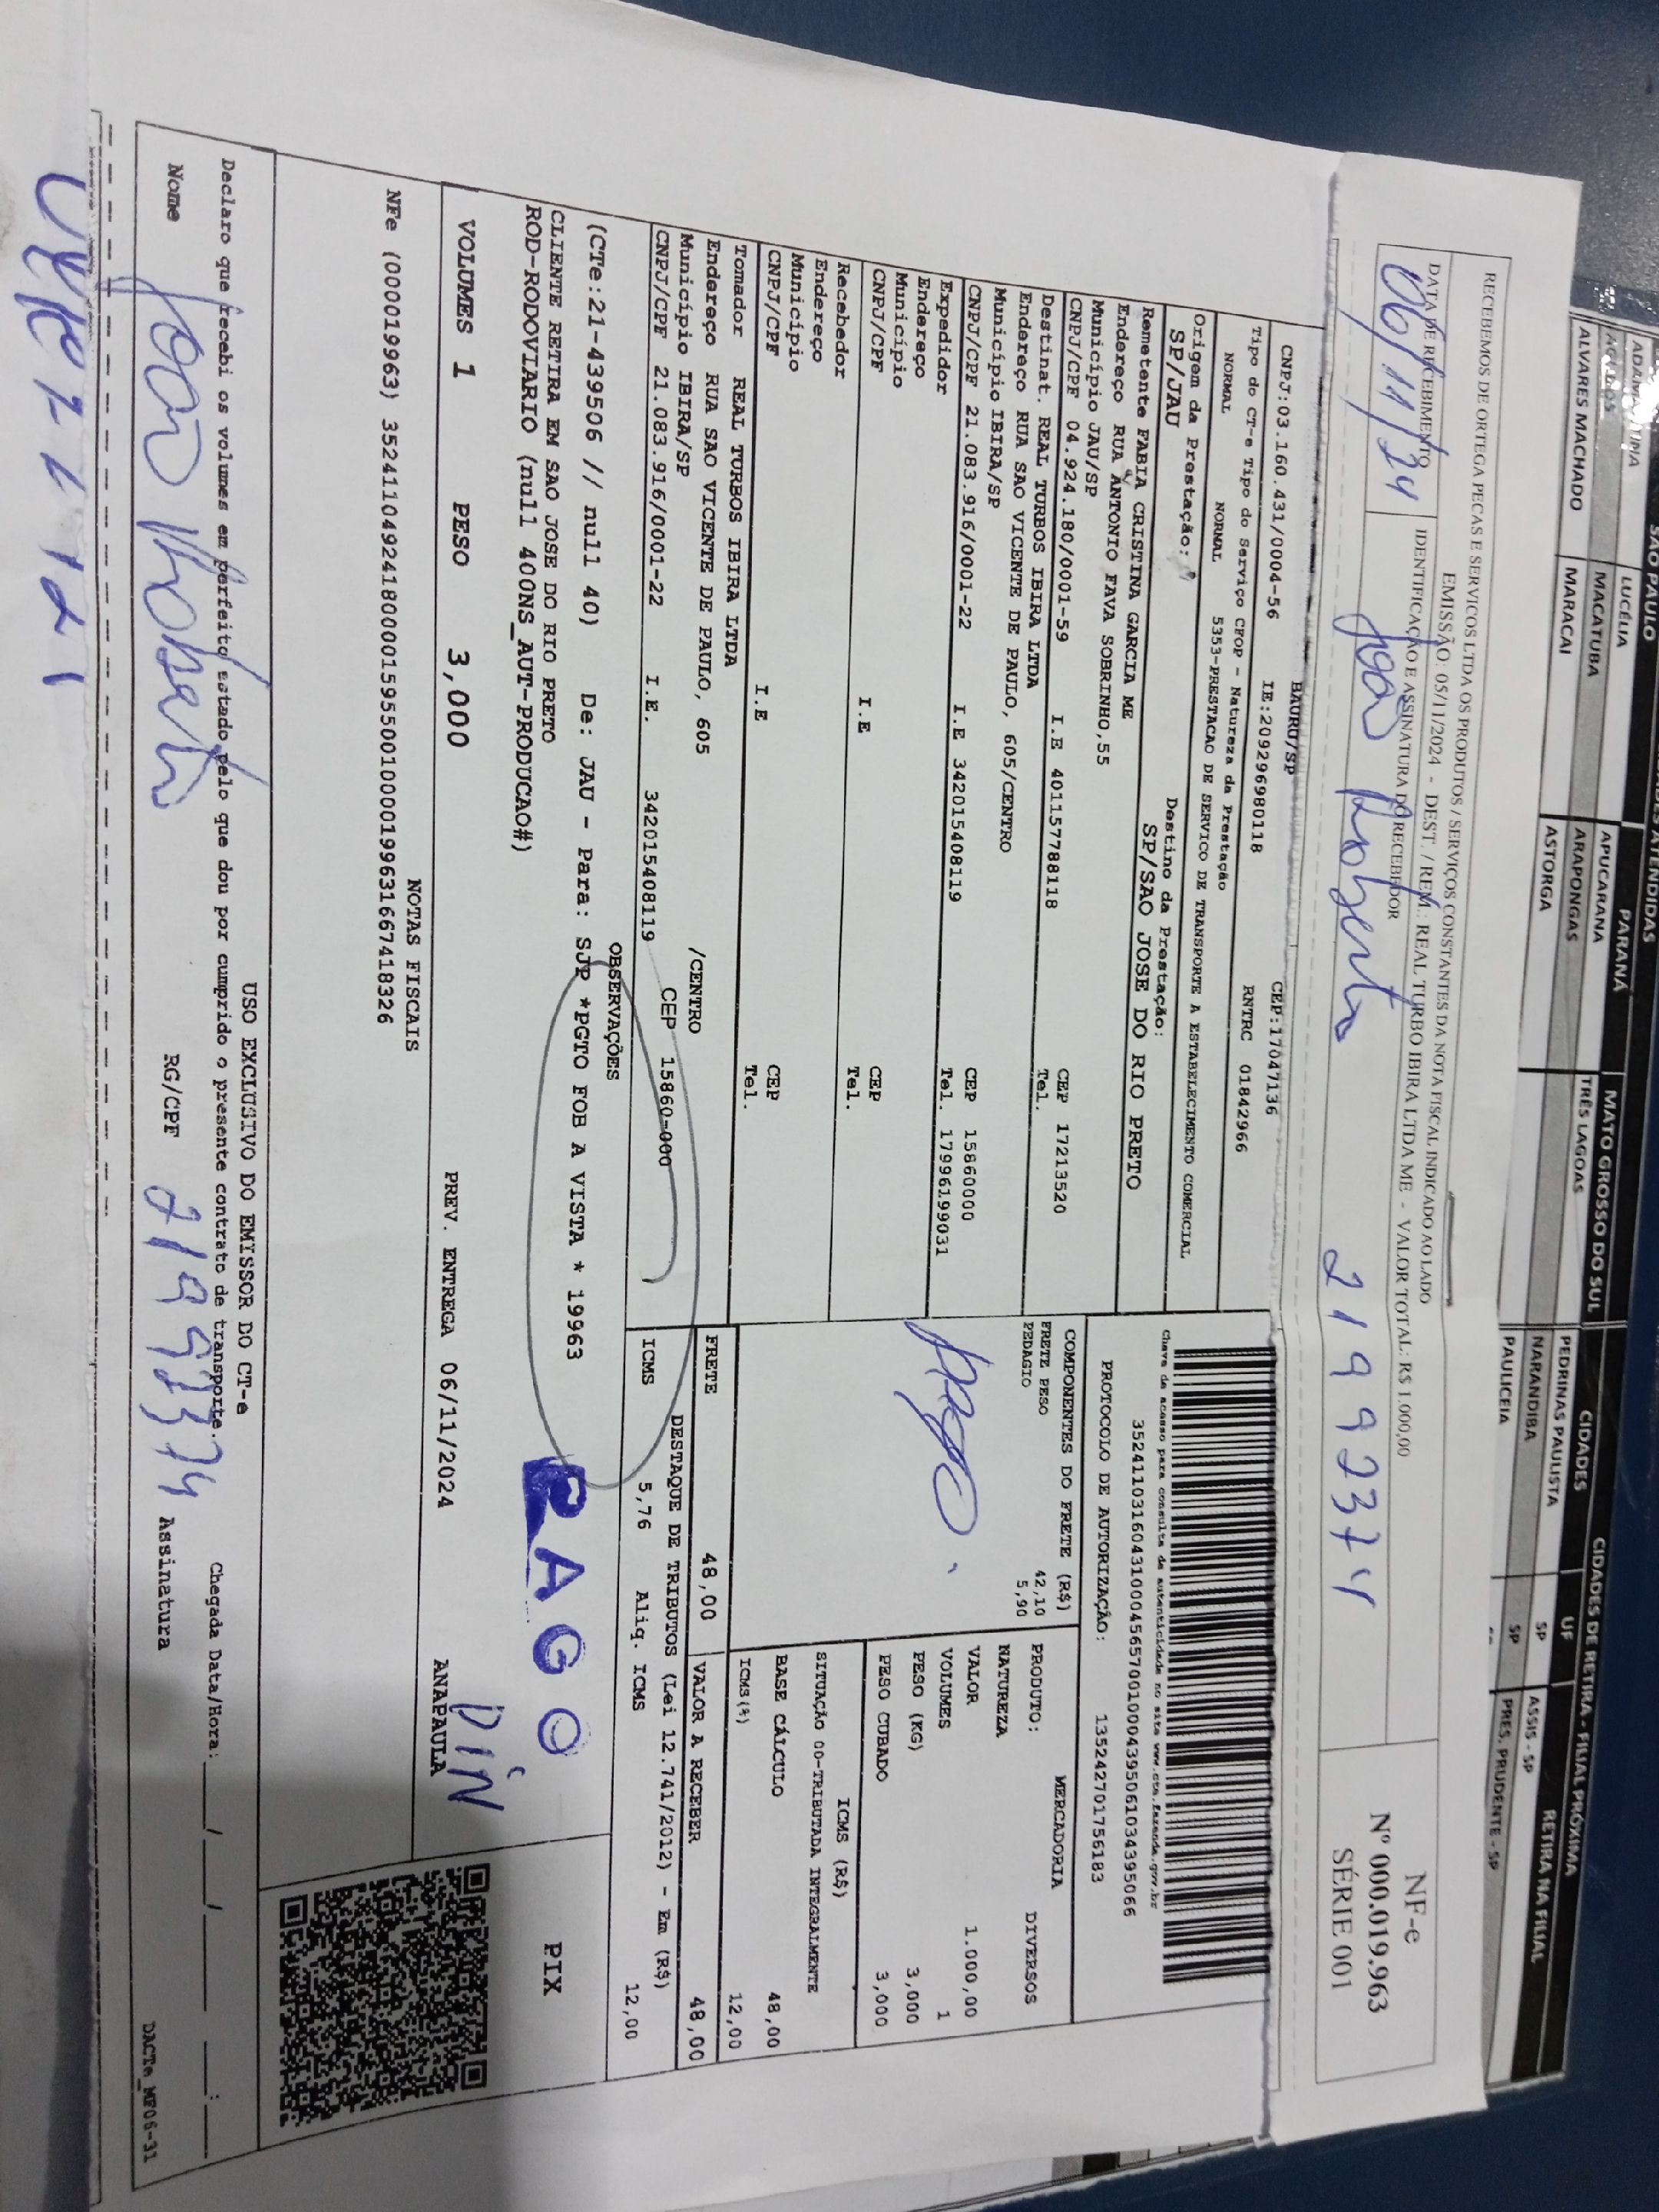 SÃO PAULO
PARANÁ
MATO GROSSO DO SUL
CIDADES DE RETIRA - FILIAL PRÓXIMA
LUCÉLIA
APUCARANA
TRÊS LAGOAS
CIDADES
UF
RETIRA NA FILIAL
MACATUBA
ARAPONGAS
PEDRINAS PAULISTA
SP
ASSIS - SP
ALVARES MACHADO
MARACAI
ASTORGA
NARANDIBA
SP
PRES. PRUDENTE - SP
PAULICEIA
RECEBEMOS DE ORTEGA PECAS E SERVICOS LTDA OS PRODUTOS / SERVIÇOS CONSTANTES DA NOTA FISCAL INDICADO AO LADO
EMISSÃO: 05/11/2024 - DEST. / REM.: REAL TURBO IBIRA LTDA ME - VALOR TOTAL: R$ 1.000,00
DATA DE RECEBIMENTO
IDENTIFICAÇÃO E ASSINATURA DO RECEBEDOR
06/11/24
João Roberto
21992374
NF-e
Nº 000.019.963
SÉRIE 001
BAURU/SP
CEP:17047136
CNPJ:03.160.431/0004-56 IE:209296980118 RNTRC 01842966
Tipo do CT-e Tipo do Serviço CFOP - Natureza da Prestação
NORMAL NORMAL 5353-PRESTACAO DE SERVICO DE TRANSPORTE A ESTABELECIMENTO COMERCIAL
Origem da Prestação: Destino da Prestação:
SP/JAU SP/SAO JOSE DO RIO PRETO
Remetente FABIA CRISTINA GARCIA ME
Endereço RUA ANTONIO FAVA SOBRINHO,55
Município JAU/SP CEP 17213520
CNPJ/CPF 04.924.180/0001-59 I.E 401157788118 Tel.
Destinat. REAL TURBOS IBIRA LTDA
Endereço RUA SAO VICENTE DE PAULO, 605/CENTRO
Município IBIRA/SP CEP 15860000
CNPJ/CPF 21.083.916/0001-22 I.E 342015408119 Tel. 17996199031
Expedidor
Endereço
Município CEP
CNPJ/CPF I.E Tel.
Recebedor
Endereço
Município CEP
CNPJ/CPF I.E Tel.
Tomador REAL TURBOS IBIRA LTDA
Endereço RUA SAO VICENTE DE PAULO, 605 /CENTRO
Município IBIRA/SP CEP 15860-000
CNPJ/CPF 21.083.916/0001-22 I.E. 342015408119
Chave de acesso para consulta de autenticidade no site www.cte.fazenda.gov.br
35241103160431000456570010004395061034395066
PROTOCOLO DE AUTORIZAÇÃO: 135242701756183
COMPONENTES DO FRETE (R$)
FRETE PESO 42,10
PEDAGIO 5,90
pago.
MERCADORIA
PRODUTO: DIVERSOS
NATUREZA
VALOR 1.000,00
VOLUMES 1
PESO (KG) 3,000
PESO CUBADO 3,000
ICMS (R$)
SITUAÇÃO 00-TRIBUTADA INTEGRALMENTE
BASE CÁLCULO 48,00
ICMS(%) 12,00
FRETE 48,00 VALOR A RECEBER 48,00
DESTAQUE DE TRIBUTOS (Lei 12.741/2012) - Em (R$)
ICMS 5,76 Aliq. ICMS 12,00
OBSERVAÇÕES
(CTe:21-439506 // null 40) De: JAU - Para: SJP *PGTO FOB A VISTA * 19963
CLIENTE RETIRA EM SAO JOSE DO RIO PRETO
ROD-RODOVIARIO (null 400NS_AUT-PRODUCAO#)
PAGO
DIN
PIX
VOLUMES 1 PESO 3,000 PREV. ENTREGA 06/11/2024 ANAPAULA
NOTAS FISCAIS
NFe (000019963) 35241104924180000159550010000199631667418326
USO EXCLUSIVO DO EMISSOR DO CT-e
Declaro que recebi os volumes em perfeito estado pelo que dou por cumprido o presente contrato de transporte. Chegada Data/Hora: __/__/__ __:__
Nome João Roberto RG/CPF 21992374 Assinatura
DACTe_MF06-31